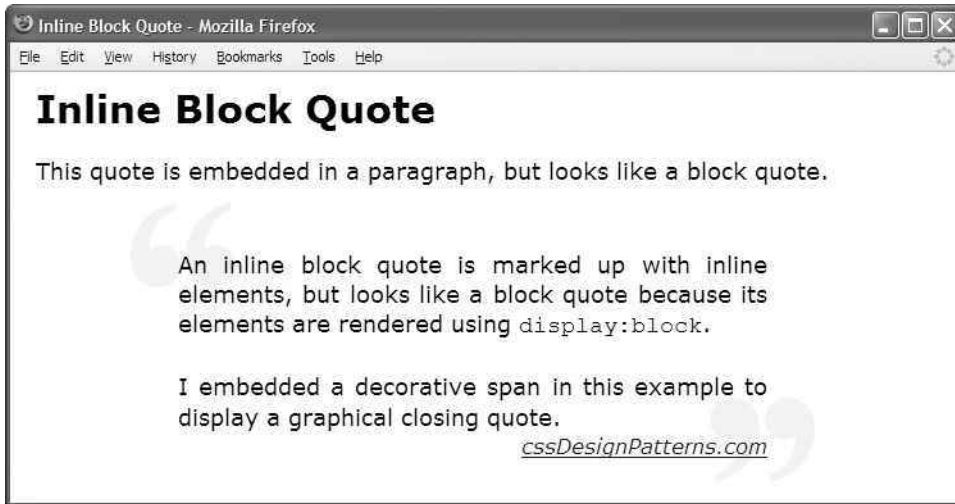 Inline Block Quote - Mozilla Firefox
File Edit View History Bookmarks Tools Help
Inline Block Quote
This quote is embedded in a paragraph, but looks like a block quote.
“
An inline block quote is marked up with inline
elements, but looks like a block quote because its
elements are rendered using display:block.
I embedded a decorative span in this example to
display a graphical closing quote.
cssDesignPatterns.com
”